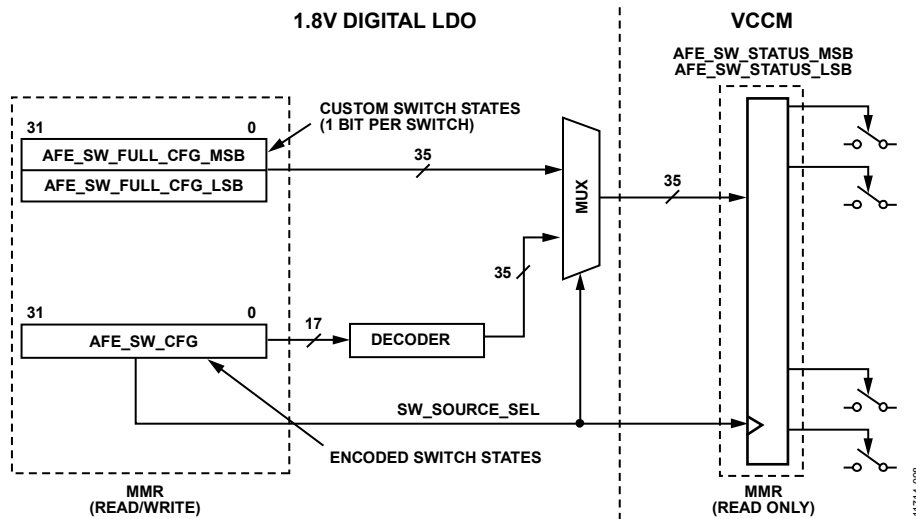 1.8V DIGITAL LDO
VCCM
AFE_SW_STATUS_MSB
AFE_SW_STATUS_LSB
CUSTOM SWITCH STATES
(1 BIT PER SWITCH)
31 0
AFE_SW_FULL_CFG_MSB
AFE_SW_FULL_CFG_LSB
35
MUX
35
35
31 0
AFE_SW_CFG
17
DECODER
SW_SOURCE_SEL
ENCODED SWITCH STATES
MMR
(READ/WRITE)
MMR
(READ ONLY)